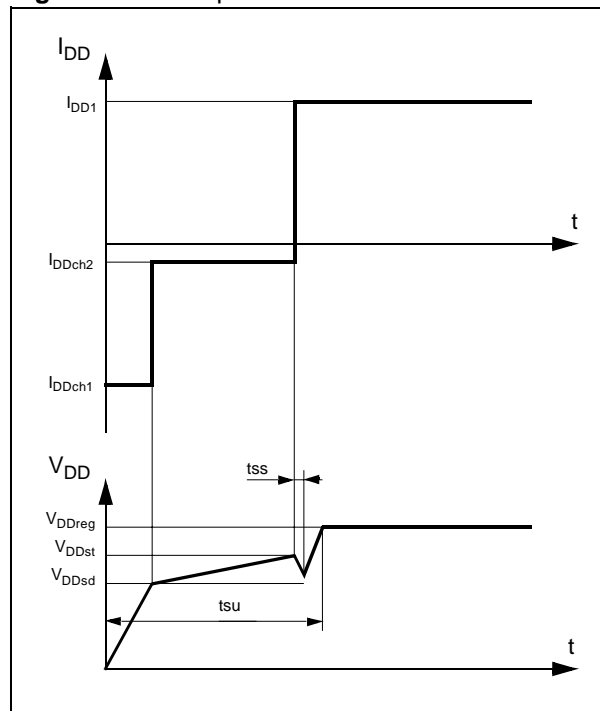 I_DD
I_DD1
t
I_DDch2
I_DDch1
V_DD
tss
V_DDreg
V_DDst
V_DDsd
tsu
t